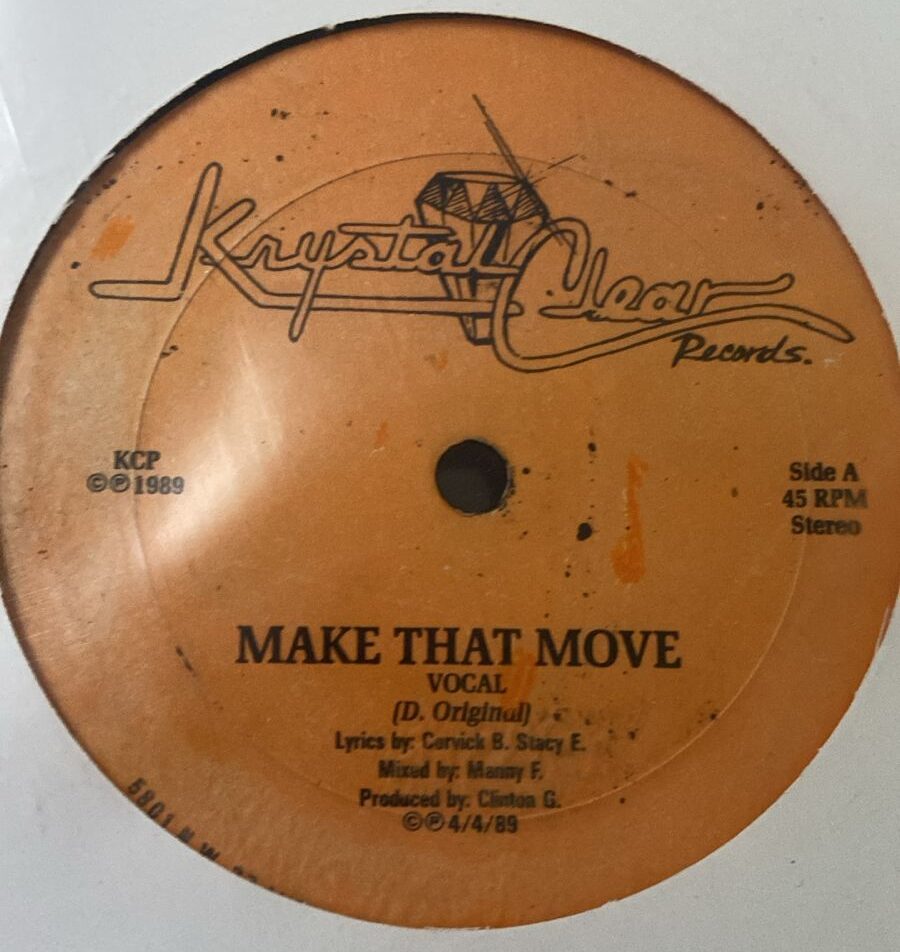 Krystal Clear
Records.
KCP
©℗1989
Side A
45 RPM
Stereo
MAKE THAT MOVE
VOCAL
(D. Original)
Lyrics by: Corvick B. Stacy E.
Mixed by: Manny F.
Produced by: Clinton G.
©℗4/4/89
5801 N.W.